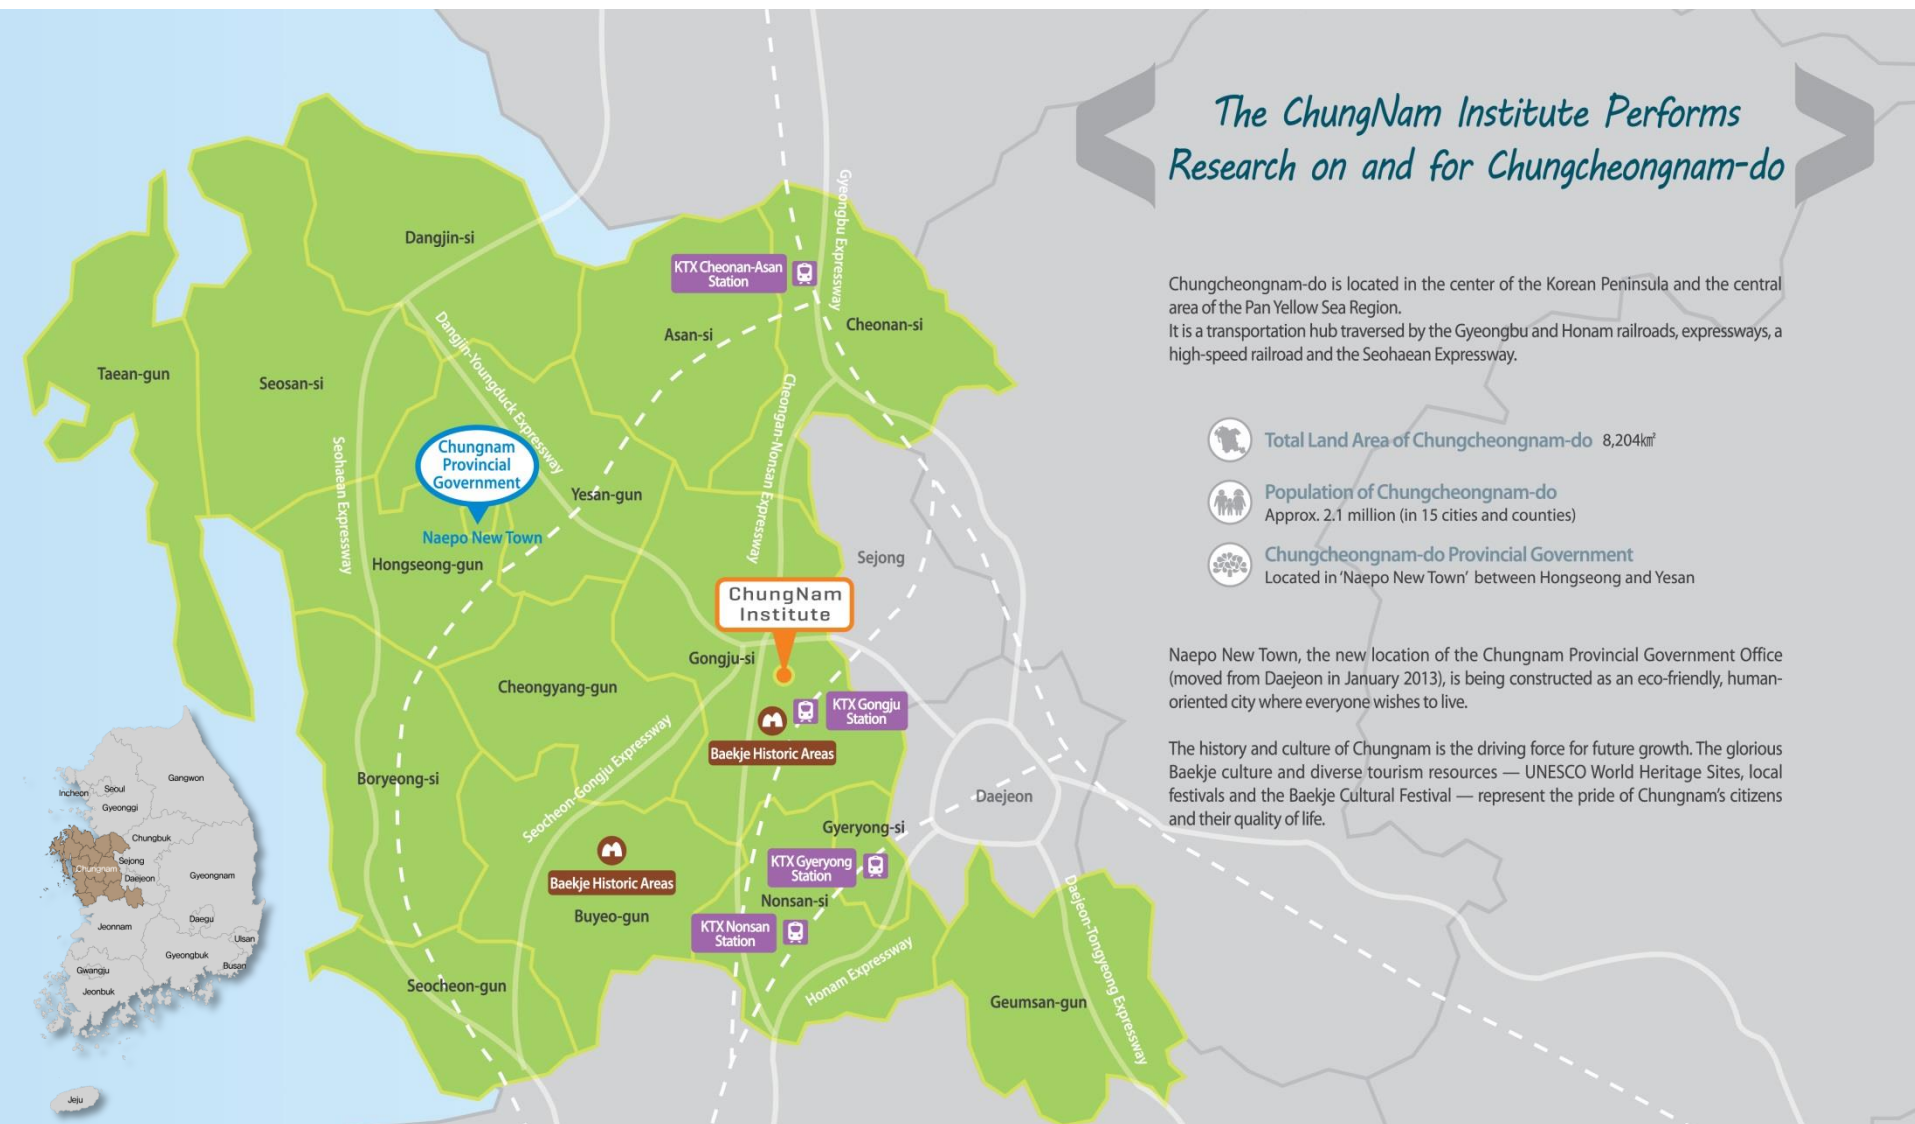 The ChungNam Institute Performs
Research on and for Chungcheongnam-do
Chungcheongnam-do is located in the center of the Korean Peninsula and the central
area of the Pan Yellow Sea Region.
It is a transportation hub traversed by the Gyeongbu and Honam railroads, expressways, a
high-speed railroad and the Seohaean Expressway.
Total Land Area of Chungcheongnam-do 8,204㎢
Population of Chungcheongnam-do
Approx. 2.1 million (in 15 cities and counties)
Chungcheongnam-do Provincial Government
Located in 'Naepo New Town' between Hongseong and Yesan
Naepo New Town, the new location of the Chungnam Provincial Government Office
(moved from Daejeon in January 2013), is being constructed as an eco-friendly, human-
oriented city where everyone wishes to live.
The history and culture of Chungnam is the driving force for future growth. The glorious
Baekje culture and diverse tourism resources — UNESCO World Heritage Sites, local
festivals and the Baekje Cultural Festival — represent the pride of Chungnam's citizens
and their quality of life.
Dangjin-si
Gyeongbu Expressway
KTX Cheonan-Asan
Station
Cheonan-si
Asan-si
Dangjin-Youngduck Expressway
Taean-gun
Seosan-si
Cheongan-Nonsan Expressway
Seohaean Expressway
Chungnam
Provincial
Government
Naepo New Town
Yesan-gun
Hongseong-gun
Sejong
ChungNam
Institute
Gongju-si
Cheongyang-gun
KTX Gongju
Station
Baekje Historic Areas
Seocheon-Gongju Expressway
Boryeong-si
Daejeon
Gyeryong-si
KTX Gyeryong
Station
Baekje Historic Areas
Buyeo-gun
Nonsan-si
KTX Nonsan
Station
Honam Expressway
Daejeon-Tongyeong Expressway
Seocheon-gun
Geumsan-gun
Gangwon
Incheon
Seoul
Gyeonggi
Chungbuk
Chungnam
Sejong
Daejeon
Gyeongnam
Daegu
Jeonnam
Ulsan
Gyeongbuk
Busan
Gwangju
Jeonbuk
Jeju